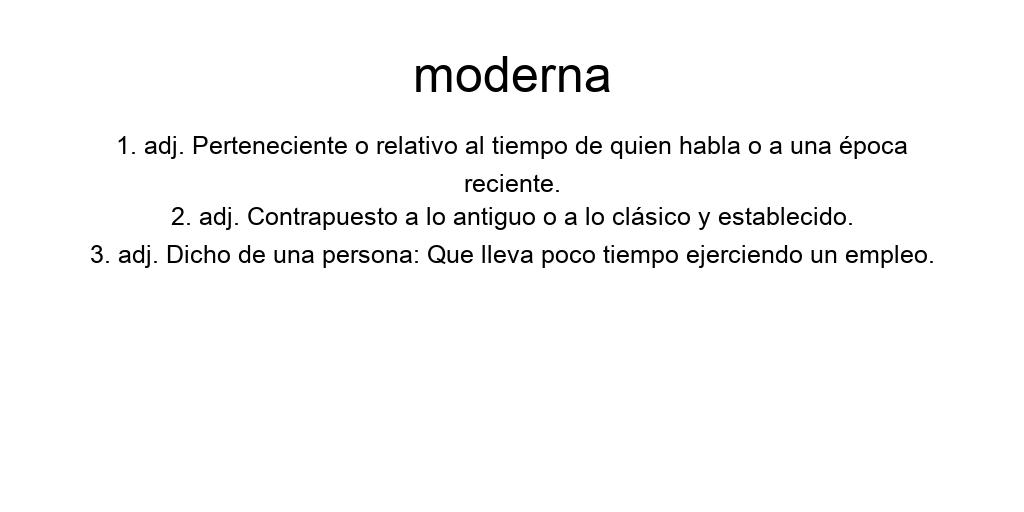 moderna
1. adj. Perteneciente o relativo al tiempo de quien habla o a una época
reciente.
2. adj. Contrapuesto a lo antiguo o a lo clásico y establecido.
3. adj. Dicho de una persona: Que lleva poco tiempo ejerciendo un empleo.